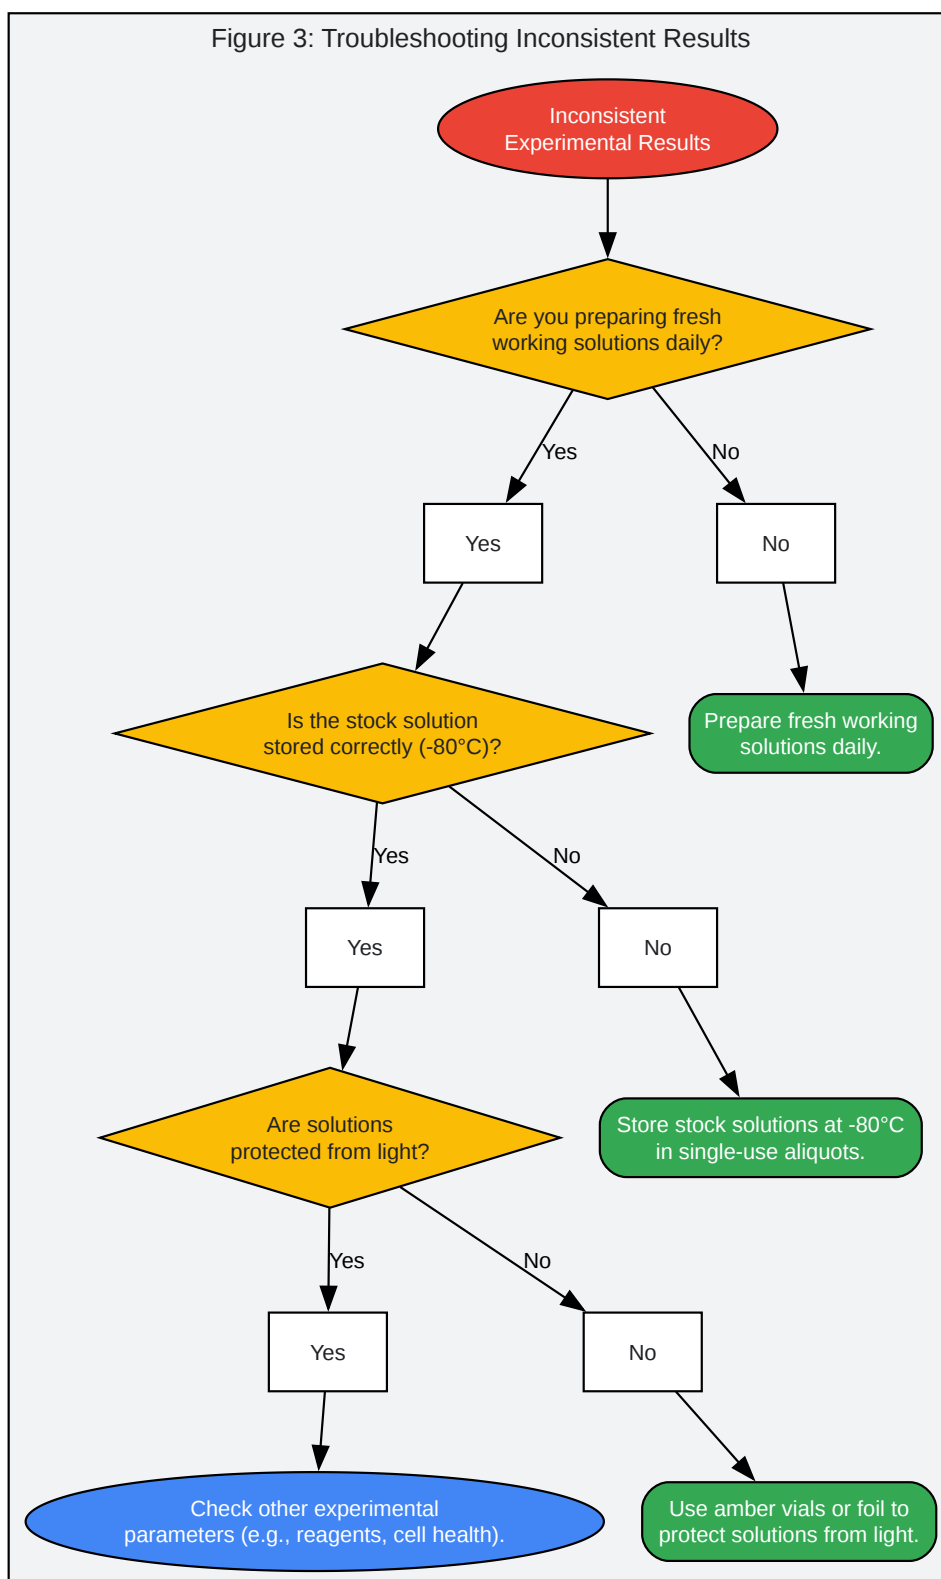 Figure 3: Troubleshooting Inconsistent Results
Inconsistent
Experimental Results
Are you preparing fresh
working solutions daily?
Yes
No
Yes
No
Is the stock solution
stored correctly (-80°C)?
Prepare fresh working
solutions daily.
Yes
No
Yes
No
Are solutions
protected from light?
Store stock solutions at -80°C
in single-use aliquots.
Yes
No
Yes
No
Check other experimental
parameters (e.g., reagents, cell health).
Use amber vials or foil to
protect solutions from light.